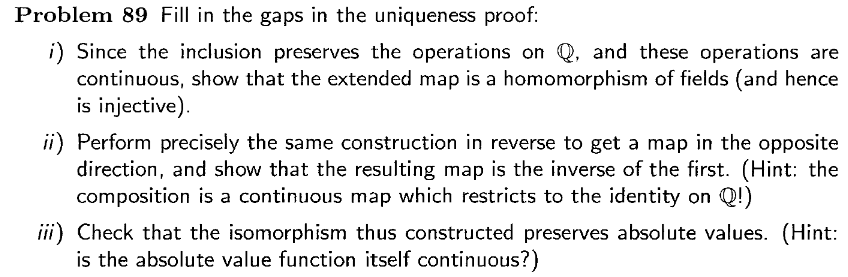 Problem 89 Fill in the gaps in the uniqueness proof:
i) Since the inclusion preserves the operations on ℚ, and these operations are
continuous, show that the extended map is a homomorphism of fields (and hence
is injective).
ii) Perform precisely the same construction in reverse to get a map in the opposite
direction, and show that the resulting map is the inverse of the first. (Hint: the
composition is a continuous map which restricts to the identity on ℚ!)
iii) Check that the isomorphism thus constructed preserves absolute values. (Hint:
is the absolute value function itself continuous?)